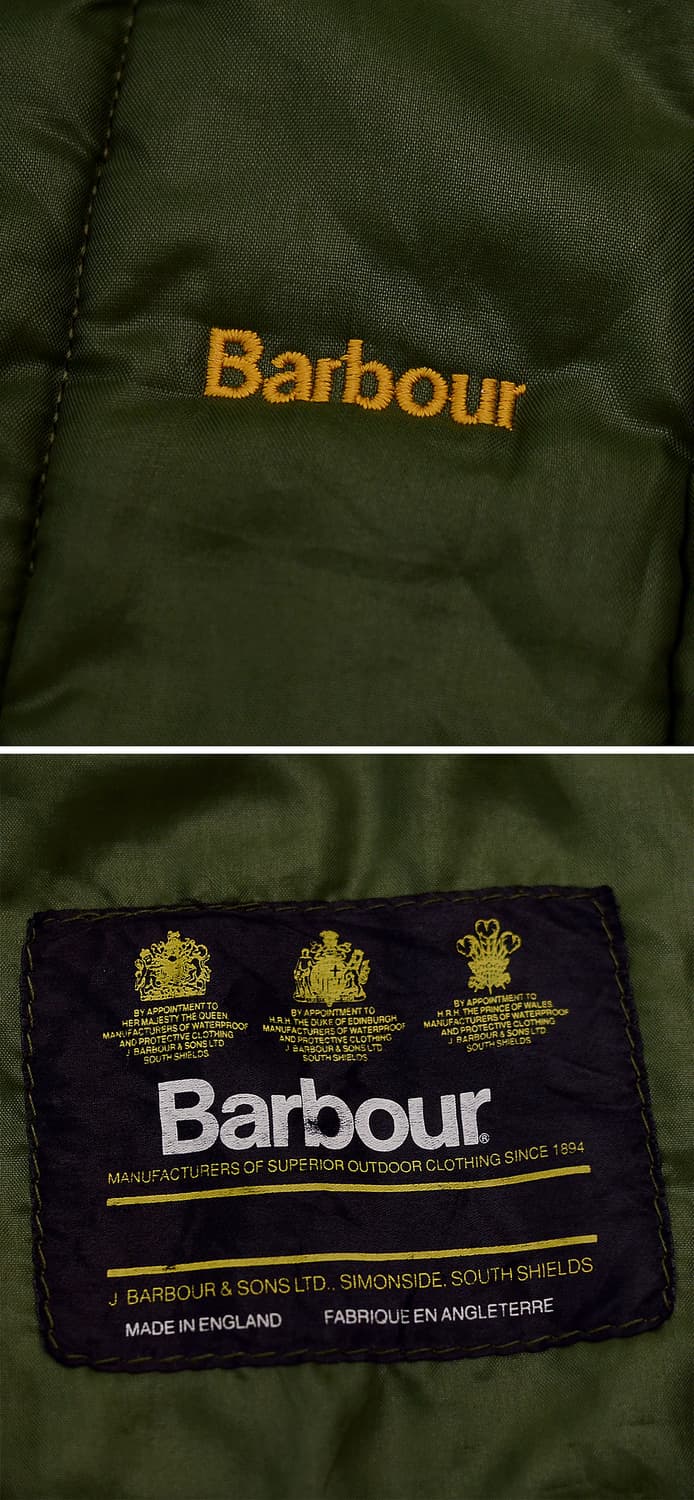 Barbour
BY APPOINTMENT TO
HER MAJESTY THE QUEEN
MANUFACTURERS OF WATERPROOF
AND PROTECTIVE CLOTHING
J. BARBOUR & SONS LTD
SOUTH SHIELDS
BY APPOINTMENT TO
H.R.H. THE DUKE OF EDINBURGH
MANUFACTURERS OF WATERPROOF
AND PROTECTIVE CLOTHING
J. BARBOUR & SONS LTD
SOUTH SHIELDS
BY APPOINTMENT TO
H.R.H. THE PRINCE OF WALES
MANUFACTURERS OF WATERPROOF
AND PROTECTIVE CLOTHING
J. BARBOUR & SONS LTD
SOUTH SHIELDS
Barbour®
MANUFACTURERS OF SUPERIOR OUTDOOR CLOTHING SINCE 1894
J. BARBOUR & SONS LTD., SIMONSIDE, SOUTH SHIELDS
MADE IN ENGLAND FABRIQUE EN ANGLETERRE